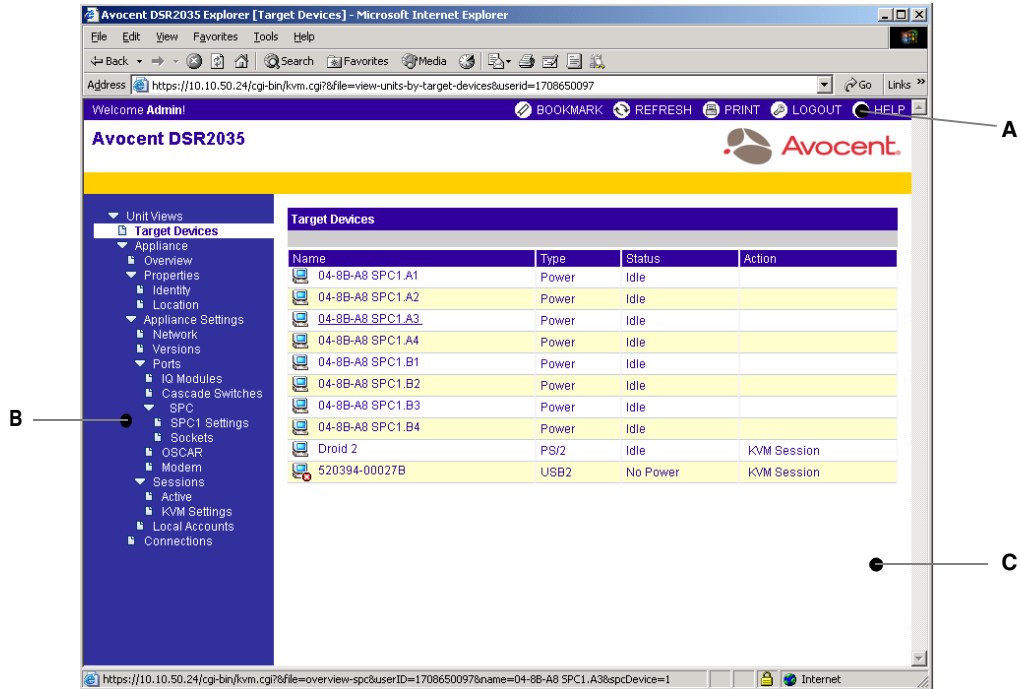 Avocent DSR2035 Explorer [Target Devices] - Microsoft Internet Explorer
File Edit View Favorites Tools Help
Back Search Favorites Media
Address https://10.10.50.24/cgi-bin/kvm.cgi?&file=view-units-by-target-devices&userid=1708650097 Go Links »
Welcome Admin! BOOKMARK REFRESH PRINT LOGOUT HELP
A
Avocent DSR2035
Avocent.
Unit Views
Target Devices
Appliance
Overview
Properties
Identity
Location
Appliance Settings
Network
Versions
Ports
IQ Modules
Cascade Switches
SPC
SPC1 Settings
Sockets
OSCAR
Modem
Sessions
Active
KVM Settings
Local Accounts
Connections
B
Target Devices
Name Type Status Action
04-8B-A8 SPC1.A1 Power Idle
04-8B-A8 SPC1.A2 Power Idle
04-8B-A8 SPC1.A3 Power Idle
04-8B-A8 SPC1.A4 Power Idle
04-8B-A8 SPC1.B1 Power Idle
04-8B-A8 SPC1.B2 Power Idle
04-8B-A8 SPC1.B3 Power Idle
04-8B-A8 SPC1.B4 Power Idle
Droid 2 PS/2 Idle KVM Session
520394-00027B USB2 No Power KVM Session
C
https://10.10.50.24/cgi-bin/kvm.cgi?&file=overview-spc&userID=1708650097&name=04-8B-A8 SPC1.A3&spcDevice=1 Internet